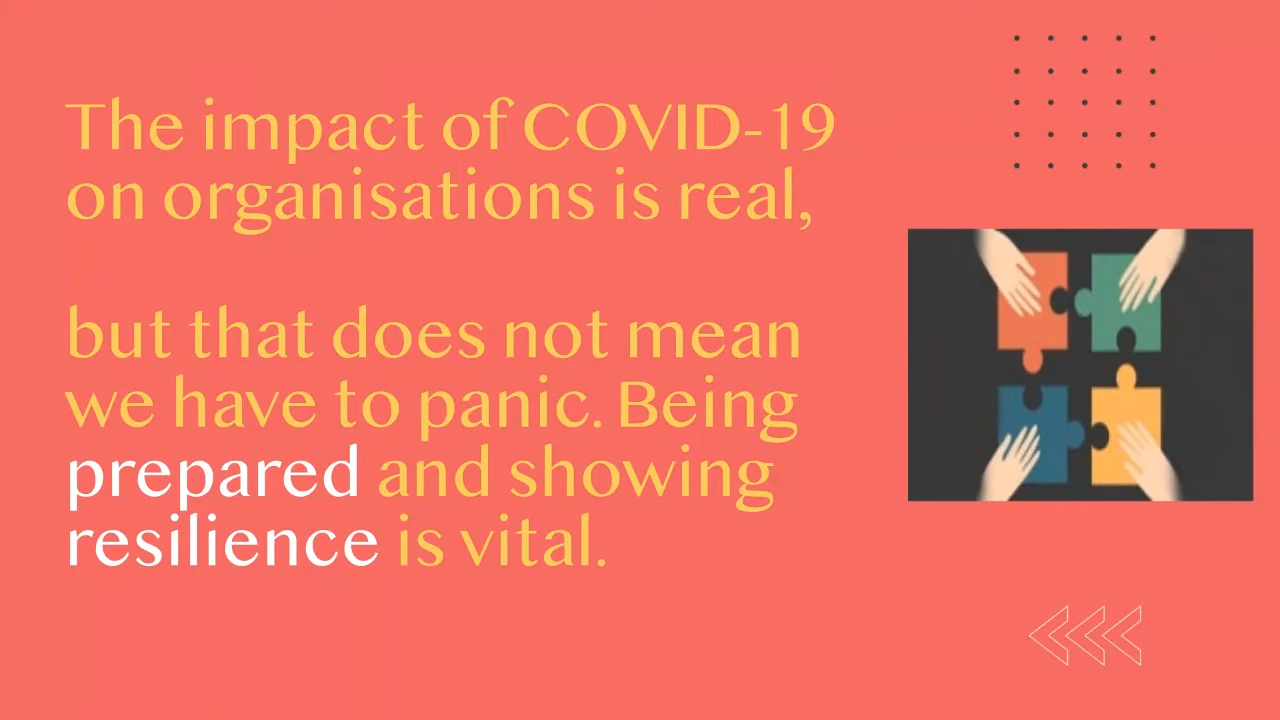 The impact of COVID-19
on organisations is real,
but that does not mean
we have to panic. Being
prepared and showing
resilience is vital.